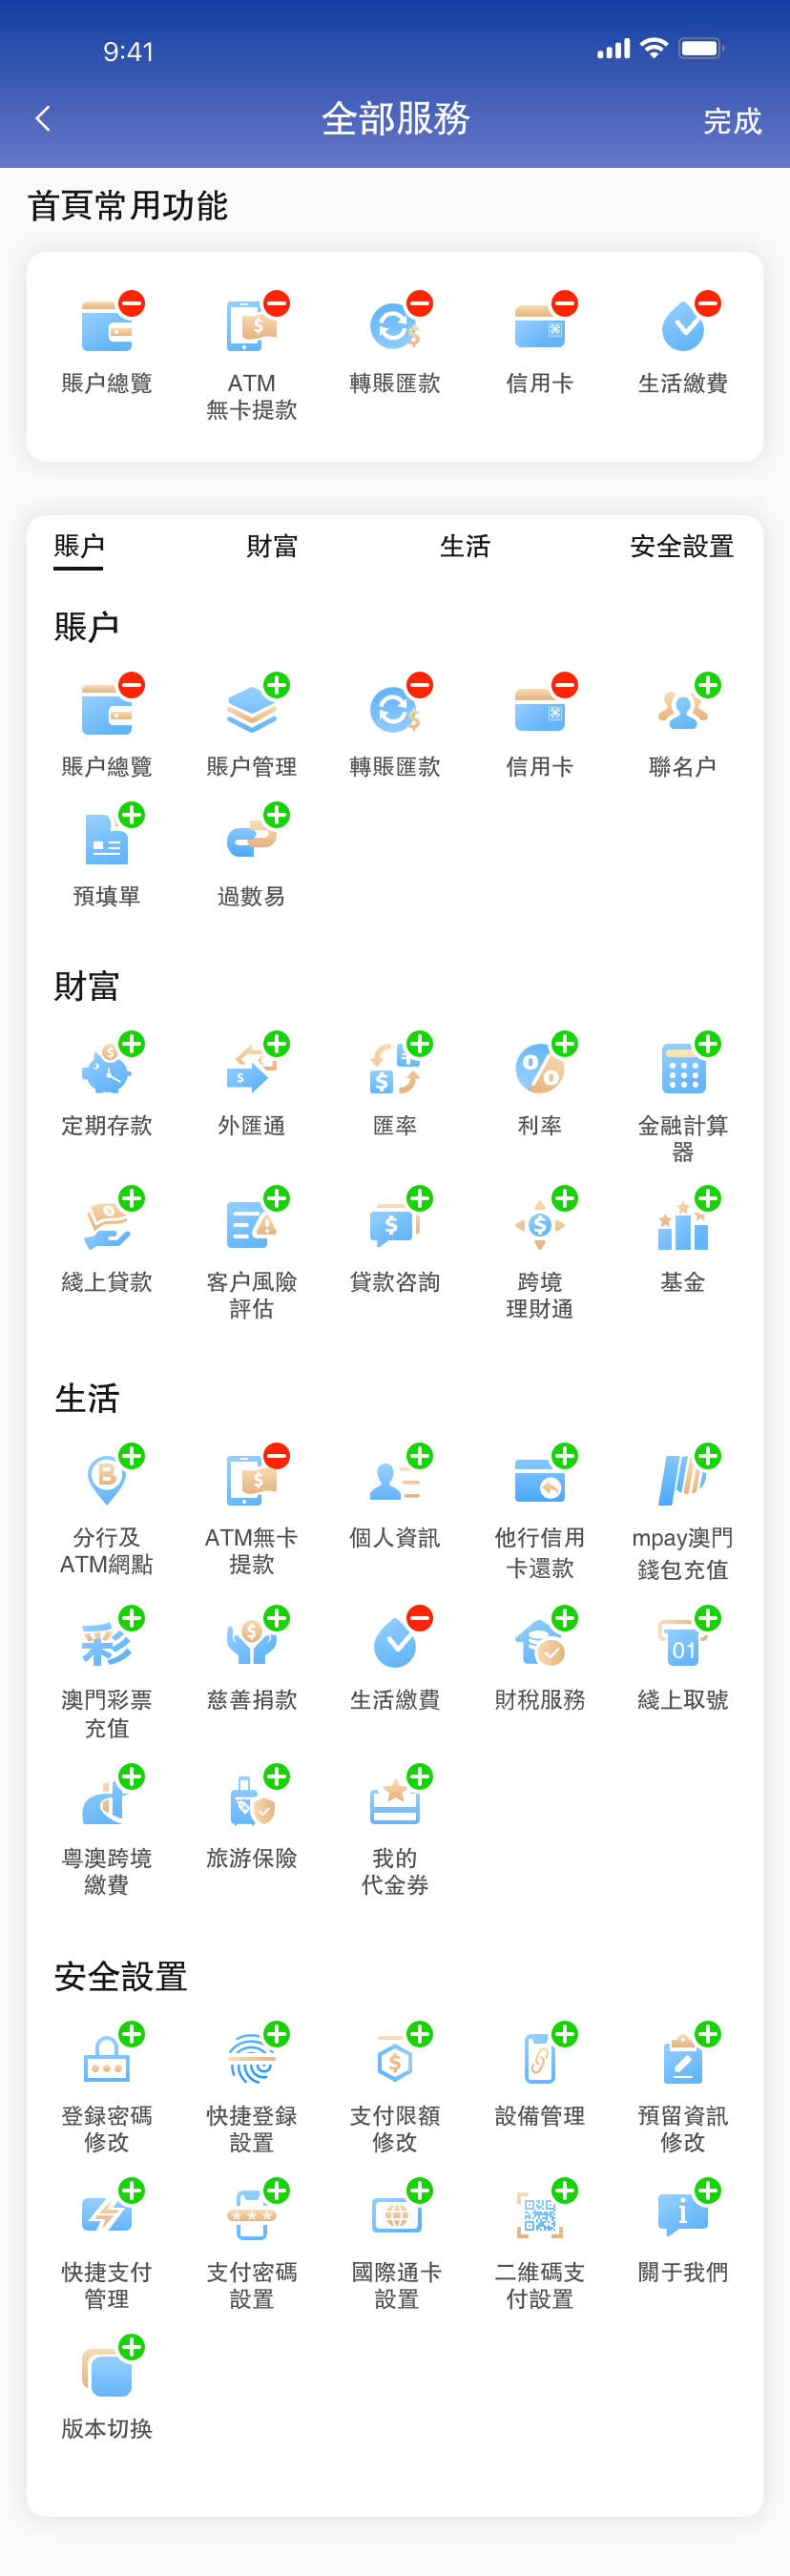 9:41
全部服務
完成
首頁常用功能
賬户總覽
ATM
無卡提款
轉賬匯款
信用卡
生活繳費
賬户
財富
生活
安全設置
賬户
賬户總覽
賬户管理
轉賬匯款
信用卡
聯名户
預填單
過數易
財富
定期存款
外匯通
匯率
利率
金融計算
器
綫上貸款
客户風險
評估
貸款咨詢
跨境
理財通
基金
生活
分行及
ATM網點
ATM無卡
提款
個人資訊
他行信用
卡還款
mpay澳門
錢包充值
彩
01
澳門彩票
充值
慈善捐款
生活繳費
財稅服務
綫上取號
粤澳跨境
繳費
旅游保險
我的
代金券
安全設置
登録密碼
修改
快捷登録
設置
支付限額
修改
設備管理
預留資訊
修改
快捷支付
管理
支付密碼
設置
國際通卡
設置
二維碼支
付設置
關于我們
版本切换